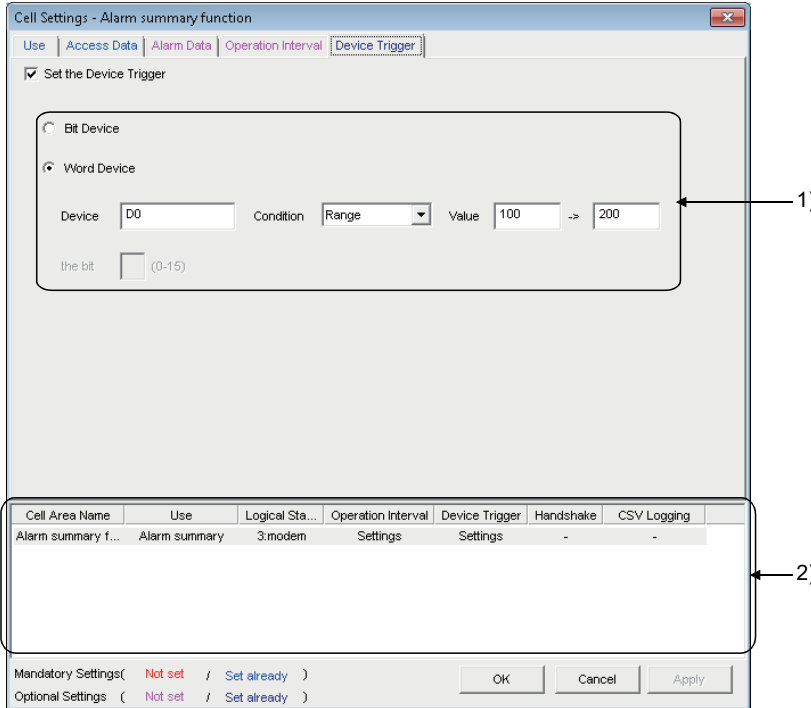 Cell Settings - Alarm summary function
Use Access Data Alarm Data Operation Interval Device Trigger
Set the Device Trigger
Bit Device
Word Device
1)
Device D0 Condition Range Value 100 -> 200
the bit (0-15)
Cell Area Name Use Logical Sta... Operation Interval Device Trigger Handshake CSV Logging
Alarm summary f... Alarm summary 3:modem Settings Settings - -
2)
Mandatory Settings( Not set / Set already )
OK Cancel Apply
Optional Settings ( Not set / Set already )